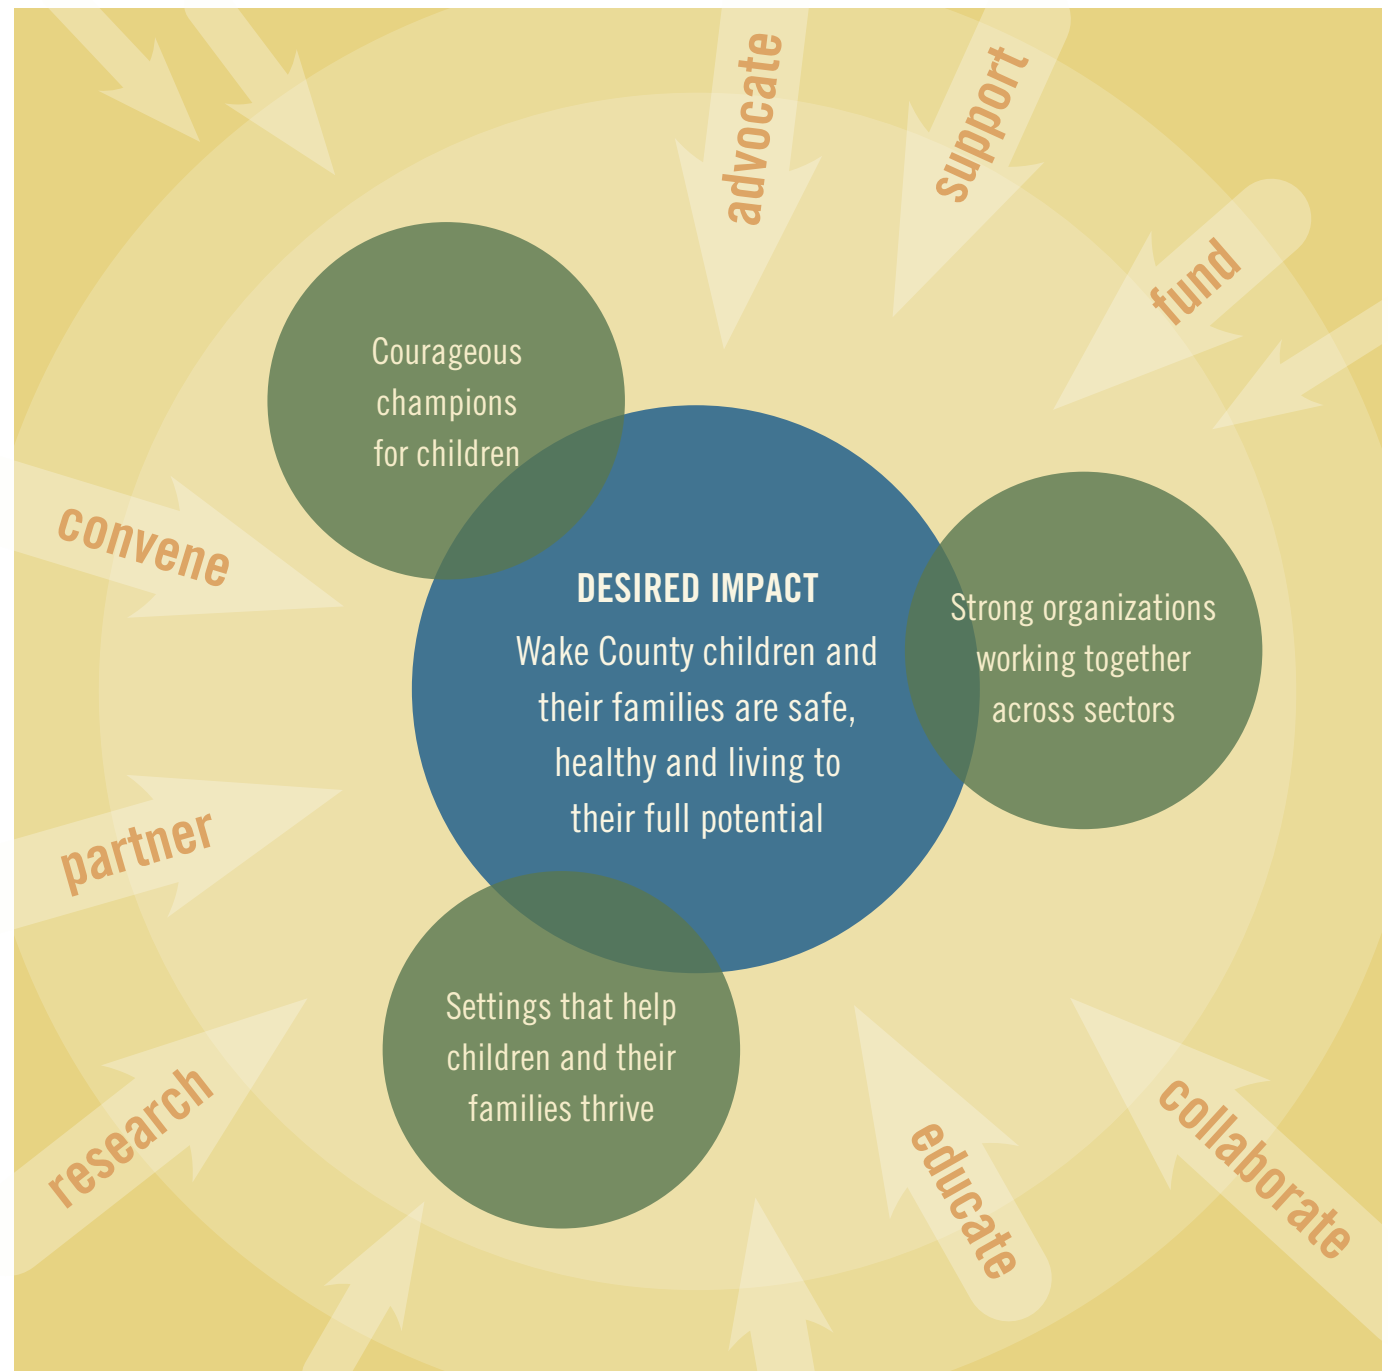 advocate
support
fund
Courageous
champions
for children
convene
DESIRED IMPACT
Wake County children and
their families are safe,
healthy and living to
their full potential
Strong organizations
working together
across sectors
partner
Settings that help
children and their
families thrive
research
educate
collaborate